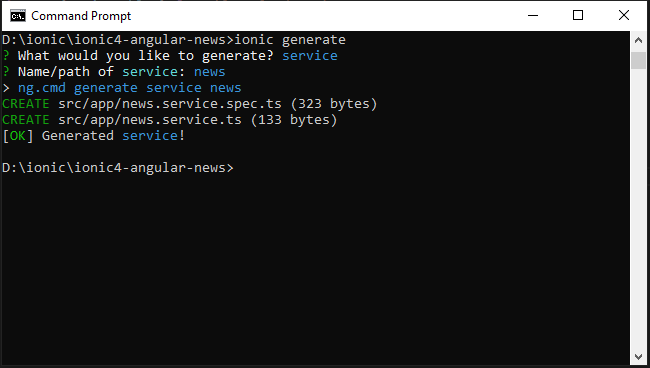 Command Prompt
D:\ionic\ionic4-angular-news>ionic generate
? What would you like to generate? service
? Name/path of service: news
> ng.cmd generate service news
CREATE src/app/news.service.spec.ts (323 bytes)
CREATE src/app/news.service.ts (133 bytes)
[OK] Generated service!
D:\ionic\ionic4-angular-news>